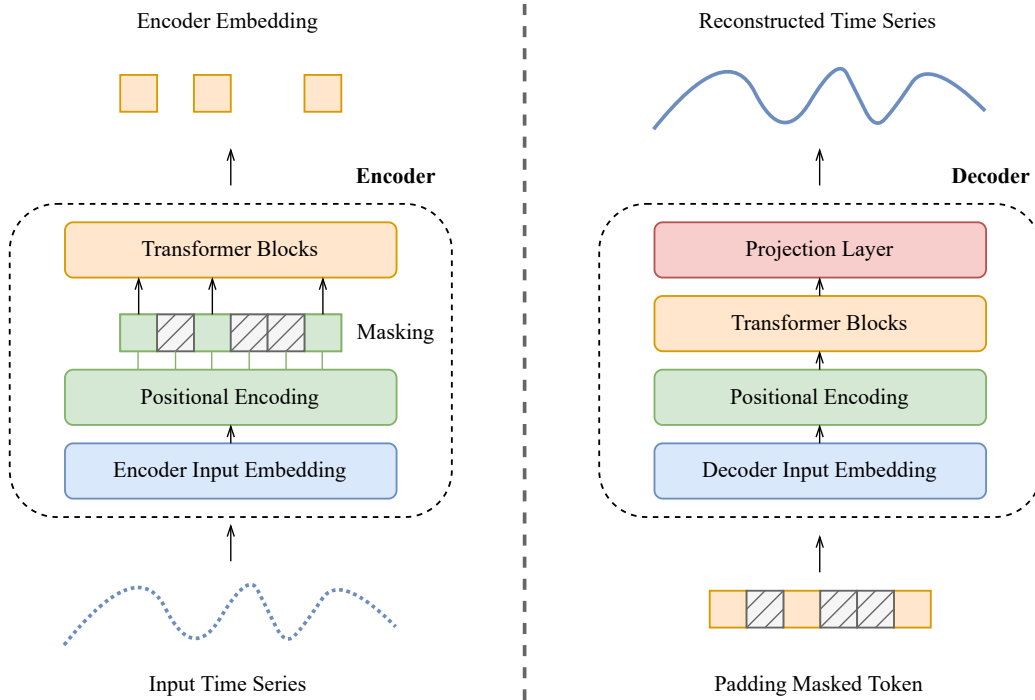 Encoder Embedding
Encoder
Transformer Blocks
Masking
Positional Encoding
Encoder Input Embedding
Input Time Series
Reconstructed Time Series
Decoder
Projection Layer
Transformer Blocks
Positional Encoding
Decoder Input Embedding
Padding Masked Token